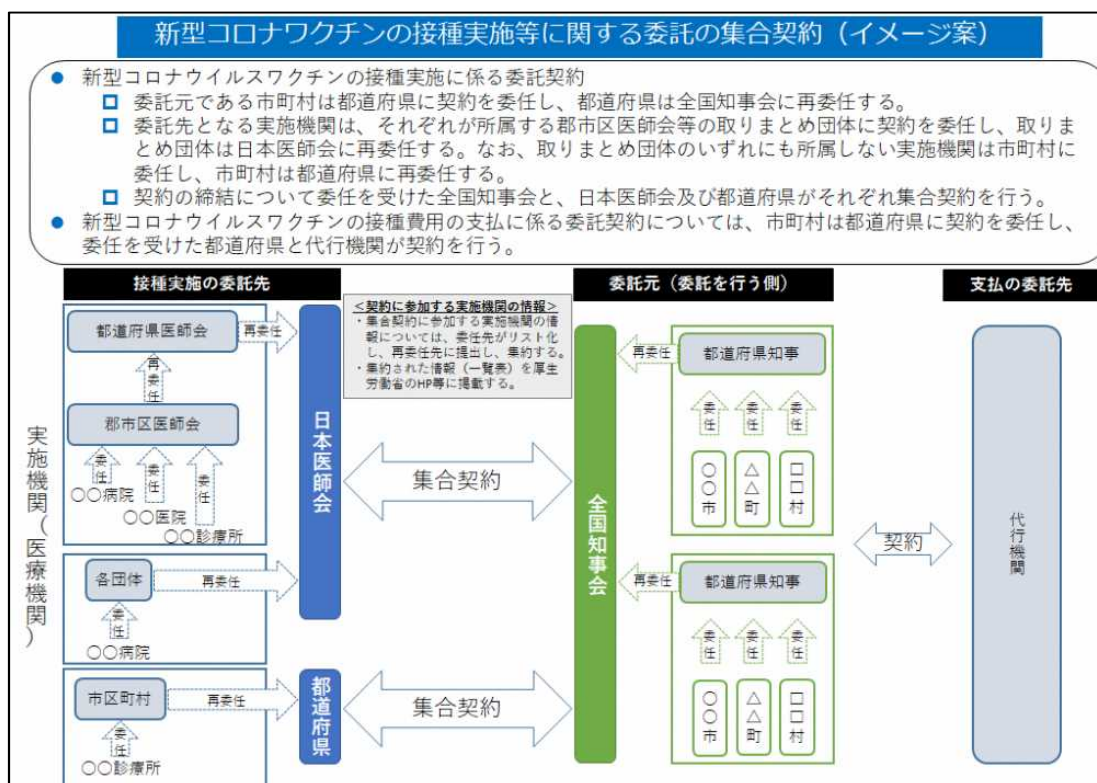 新型コロナワクチンの接種実施等に関する委託の集合契約（イメージ案）
● 新型コロナウイルスワクチンの接種実施に係る委託契約
□ 委託元である市町村は都道府県に契約を委任し、都道府県は全国知事会に再委任する。
□ 委託先となる実施機関は、それぞれが所属する郡市区医師会等の取りまとめ団体に契約を委任し、取りま
とめ団体は日本医師会に再委任する。なお、取りまとめ団体のいずれにも所属しない実施機関は市町村に
委任し、市町村は都道府県に再委任する。
□ 契約の締結について委任を受けた全国知事会と、日本医師会及び都道府県がそれぞれ集合契約を行う。
● 新型コロナウイルスワクチンの接種費用の支払に係る委託契約については、市町村は都道府県に契約を委任し、
委任を受けた都道府県と代行機関が契約を行う。
接種実施の委託先
委託元（委託を行う側）
支払の委託先
実施機関（医療機関）
都道府県医師会
再委任
再委任
郡市区医師会
委任
委任
委任
〇〇病院
〇〇医院
〇〇診療所
各団体
再委任
委任
〇〇病院
市区町村
再委任
委任
〇〇診療所
日本医師会
都道府県
＜契約に参加する実施機関の情報＞
・集合契約に参加する実施機関の情
報については、委任先がリスト化
し、再委任先に提出し、集約する。
・集約された情報（一覧表）を厚生
労働省のHP等に掲載する。
集合契約
集合契約
全国知事会
再委任
都道府県知事
委任
委任
委任
〇〇市
△△町
□□村
再委任
都道府県知事
委任
委任
委任
〇〇市
△△町
□□村
契約
代行機関